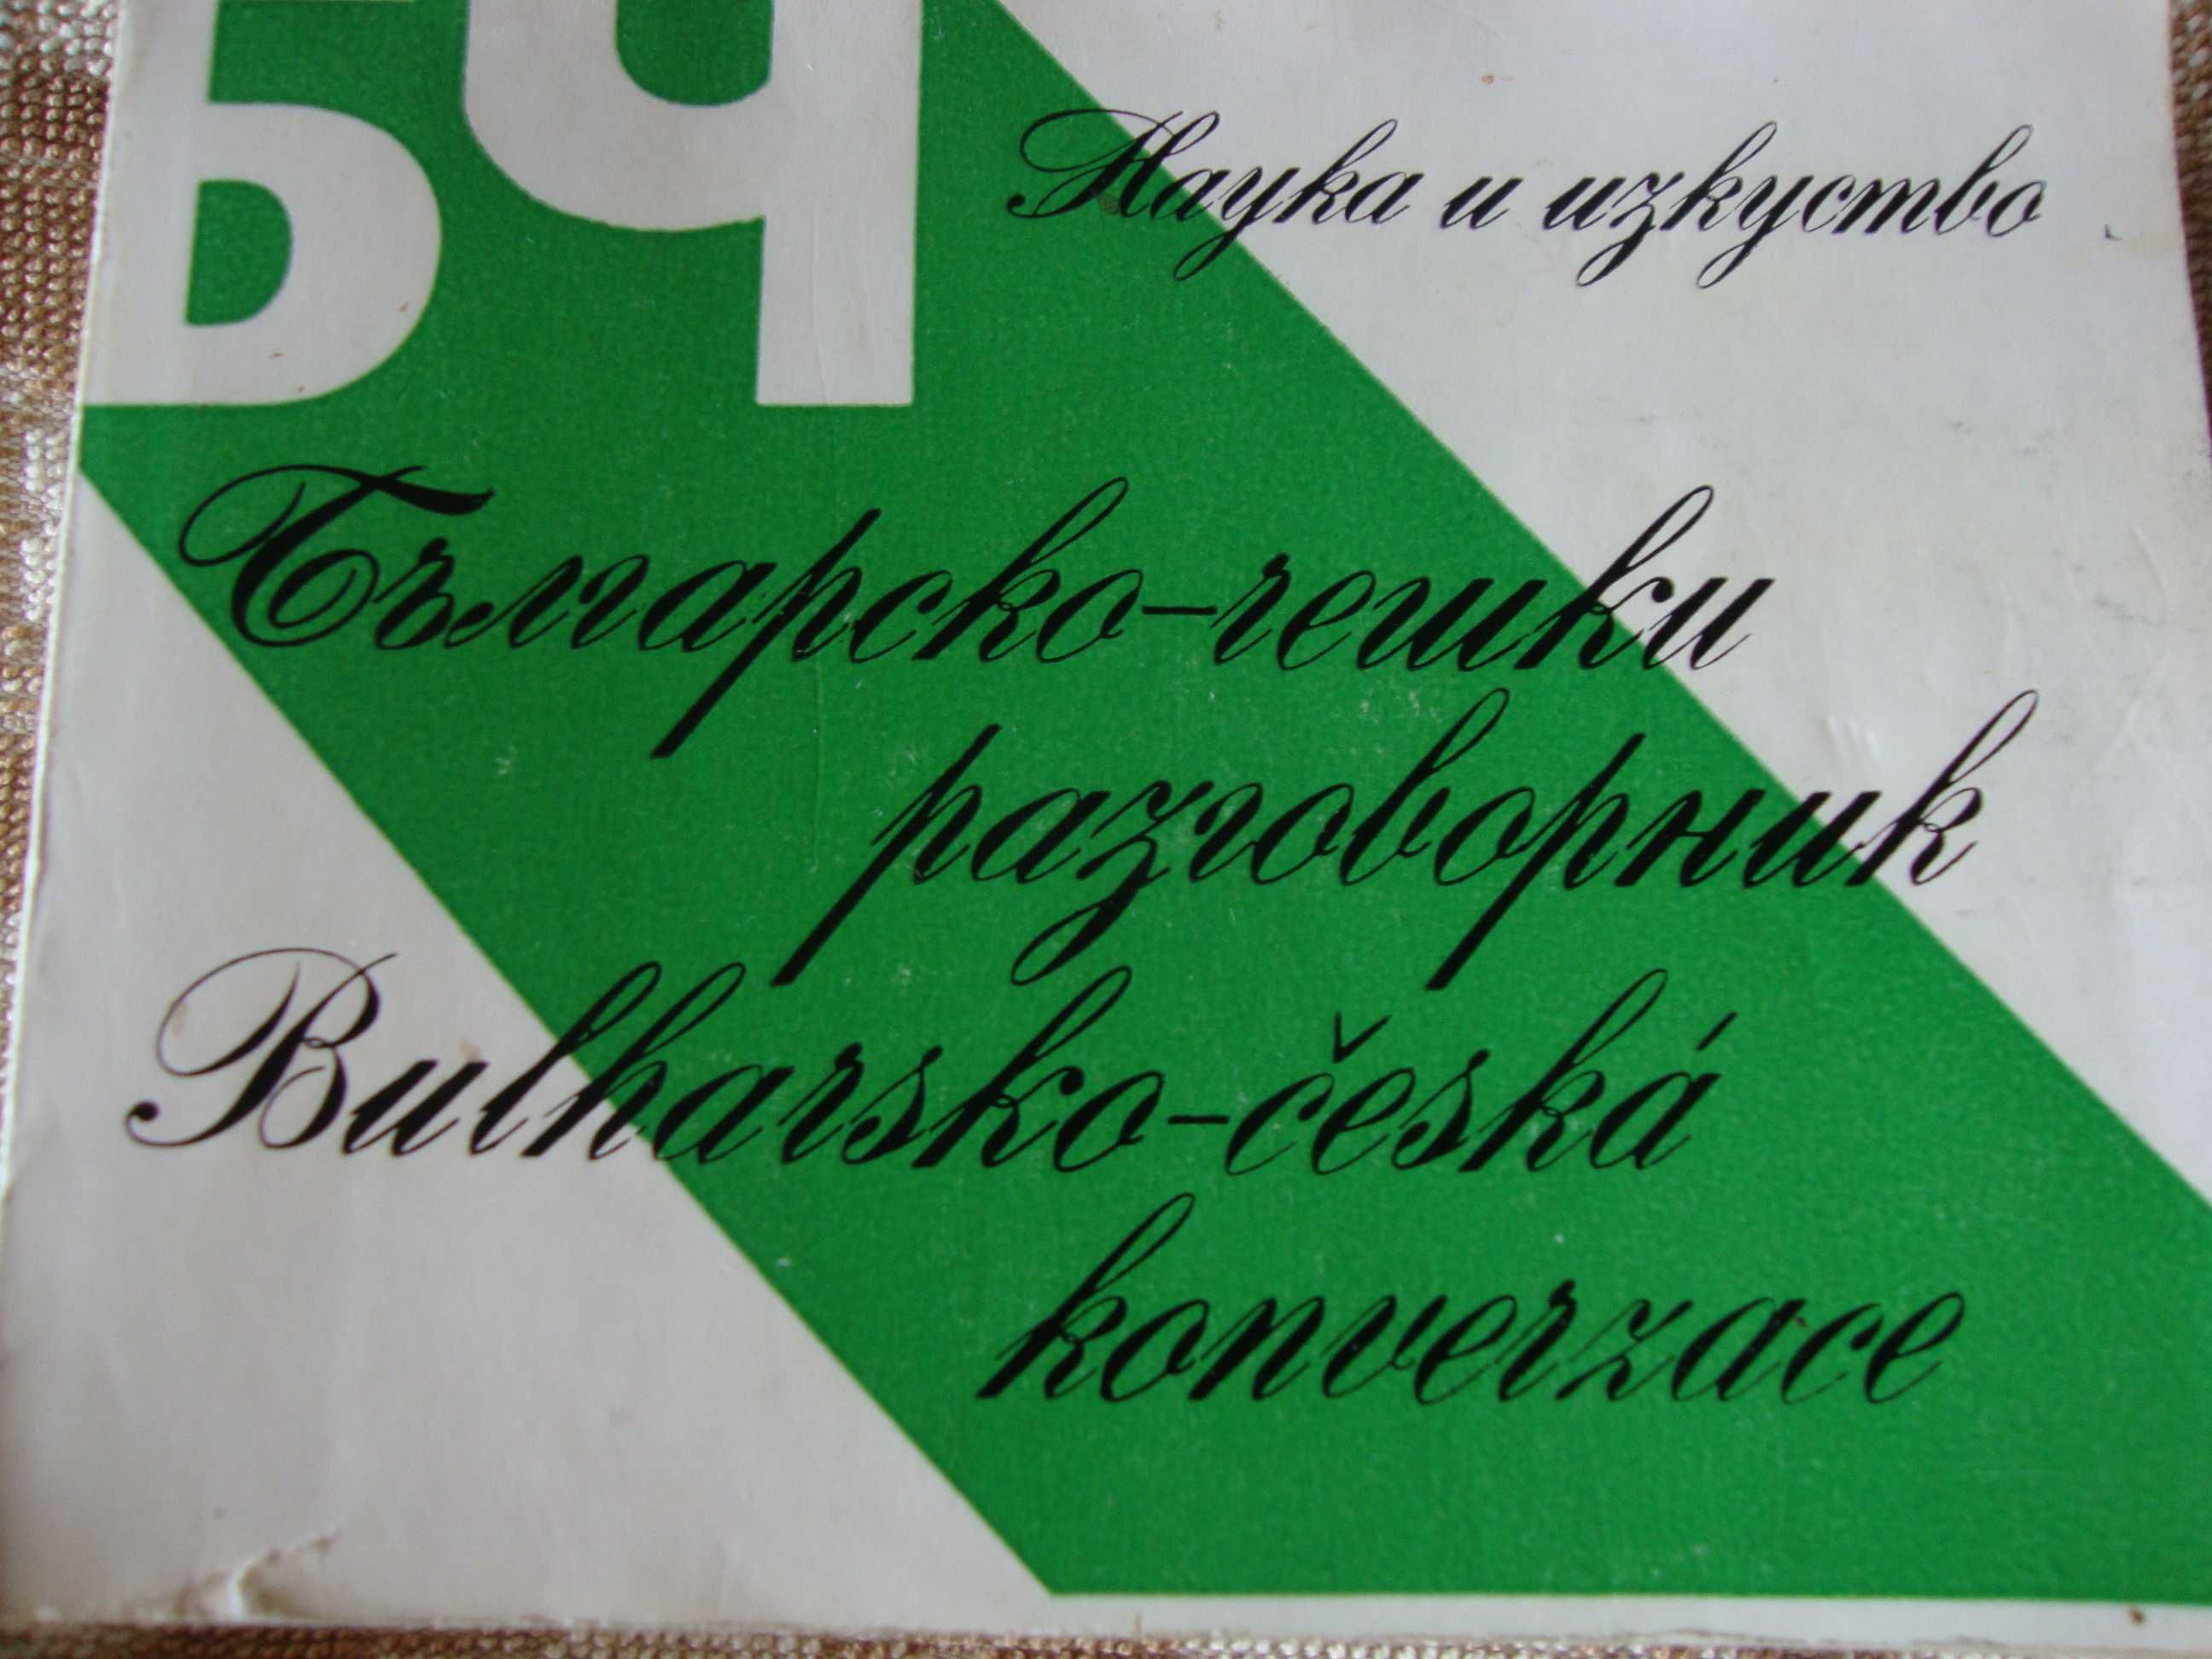 БЧ
Наука и изкуство
Българско-чешки
разговорник
Bulharsko-česká
konverzace